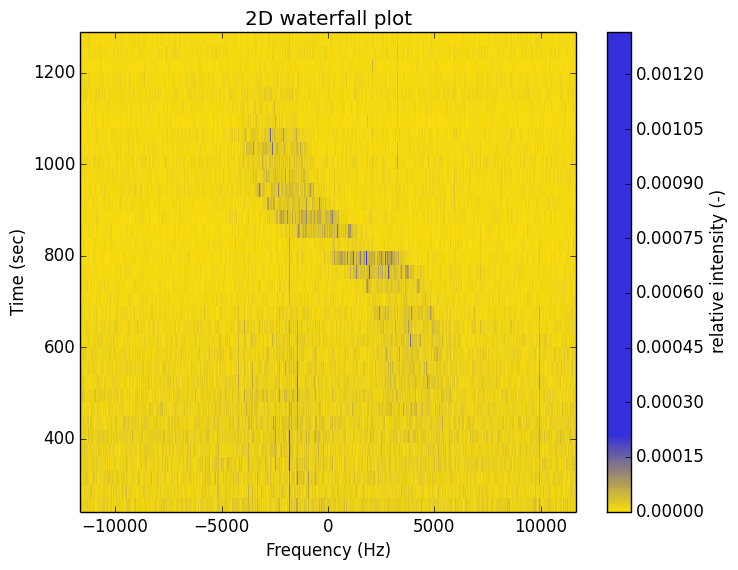 2D waterfall plot
1200
1000
800
600
400
Time (sec)
−10000 −5000 0 5000 10000
Frequency (Hz)
0.00120
0.00105
0.00090
0.00075
0.00060
0.00045
0.00030
0.00015
0.00000
relative intensity (-)